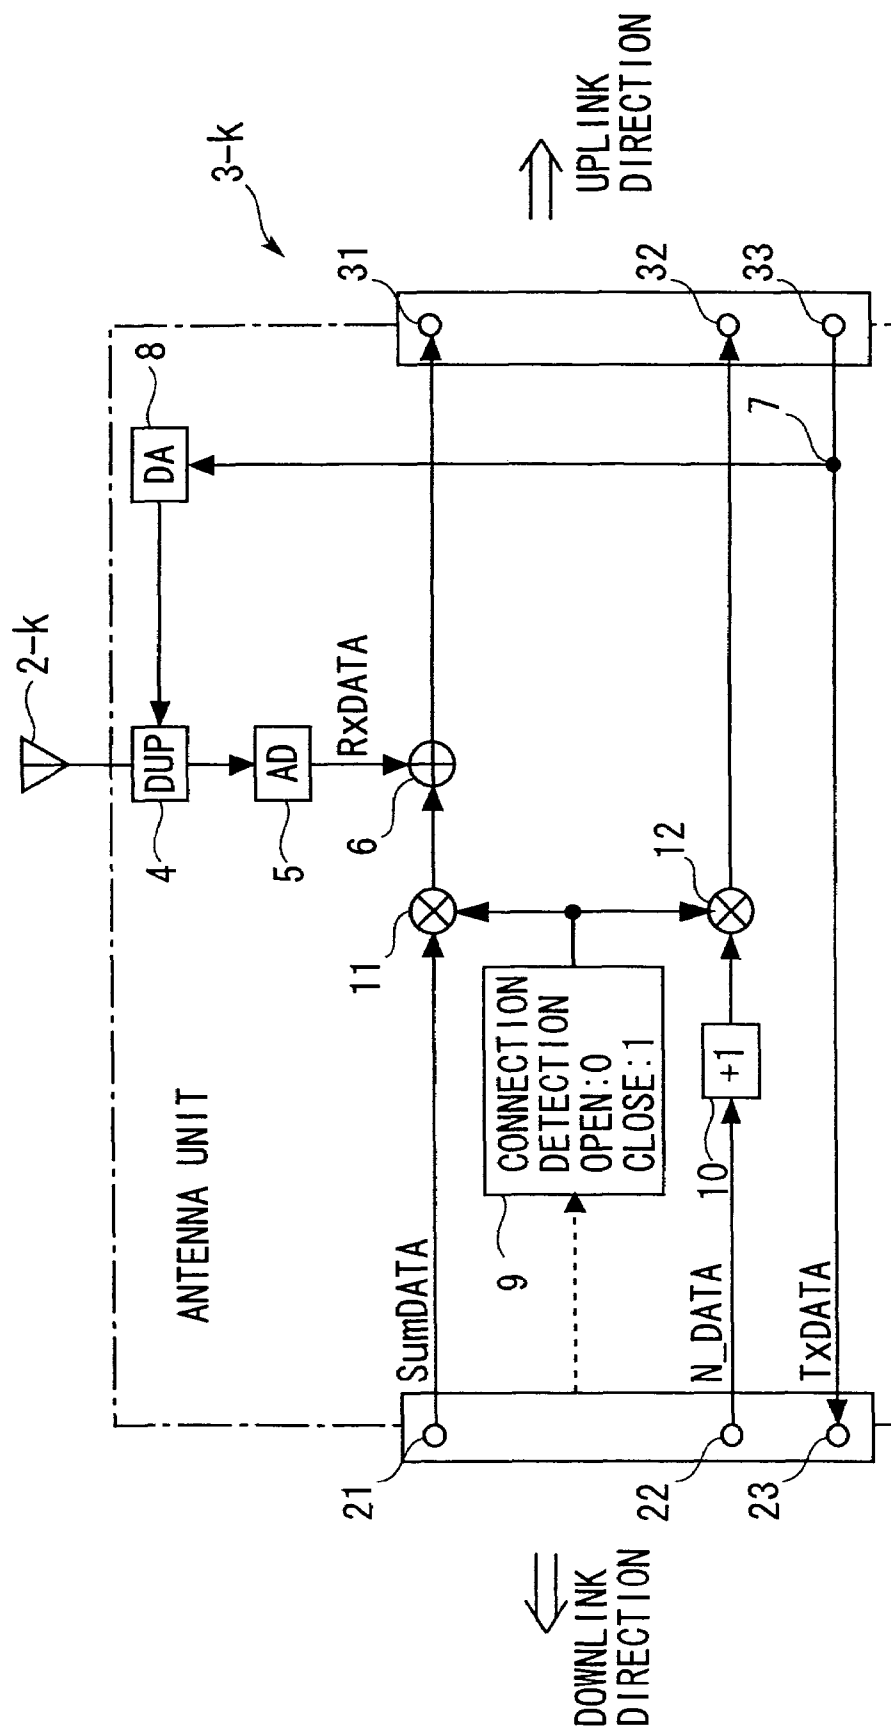 2-k
3-k
ANTENNA UNIT
DUP
4
DA
8
AD
5
RxDATA
6
SumDATA
21
11
31
CONNECTION
DETECTION
OPEN:0
CLOSE:1
9
N_DATA
22
+1
10
12
32
TxDATA
23
7
33
DOWNLINK
DIRECTION
UPLINK
DIRECTION